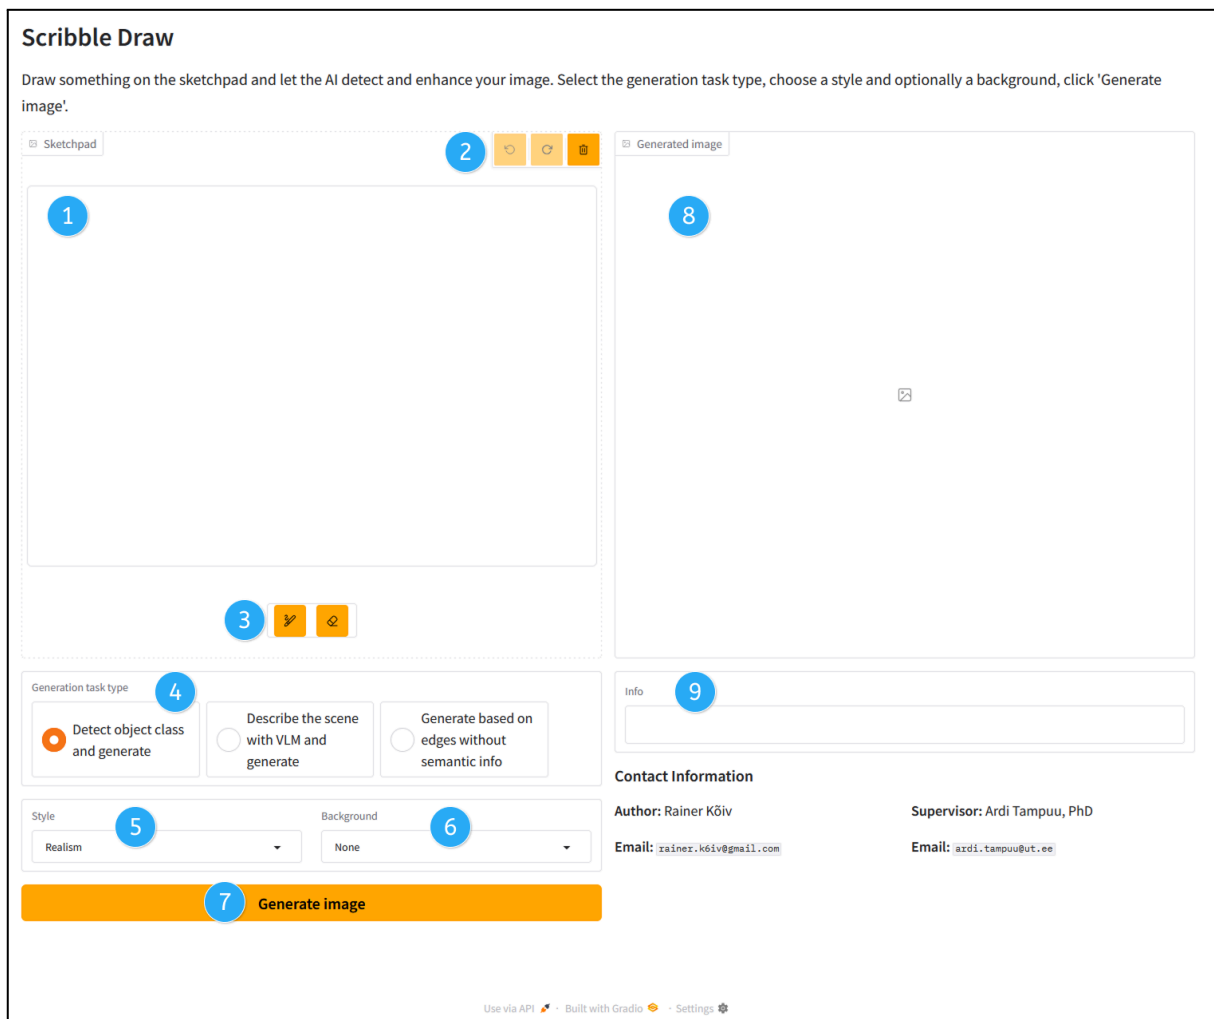 Scribble Draw
Draw something on the sketchpad and let the AI detect and enhance your image. Select the generation task type, choose a style and optionally a background, click 'Generate
image'.
Sketchpad
2
Generated image
1
8
3
Generation task type
4
Detect object class
and generate
Describe the scene
with VLM and
generate
Generate based on
edges without
semantic info
Info
9
Contact Information
Author: Rainer Kõiv
Supervisor: Ardi Tampuu, PhD
Email: rainer.k6iv@gmail.com
Email: ardi.tampuu@ut.ee
Style
5
Realism
Background
6
None
7
Generate image
Use via API · Built with Gradio · Settings